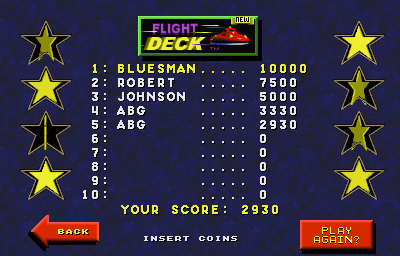 NEW
FLIGHT
DECK
TM
1: BLUESMAN ..... 10000
2: ROBERT ..... 7500
3: JOHNSON ..... 5000
4: ABG ..... 3330
5: ABG ..... 2930
6: ..... 0
7: ..... 0
8: ..... 0
9: ..... 0
10: ..... 0
YOUR SCORE: 2930
BACK
INSERT COINS
PLAY
AGAIN?